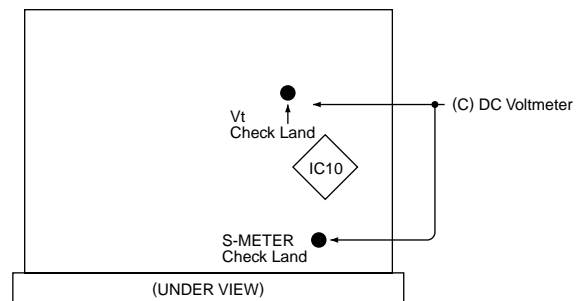 (C) DC Voltmeter
Vt
Check Land
IC10
S-METER
Check Land
(UNDER VIEW)